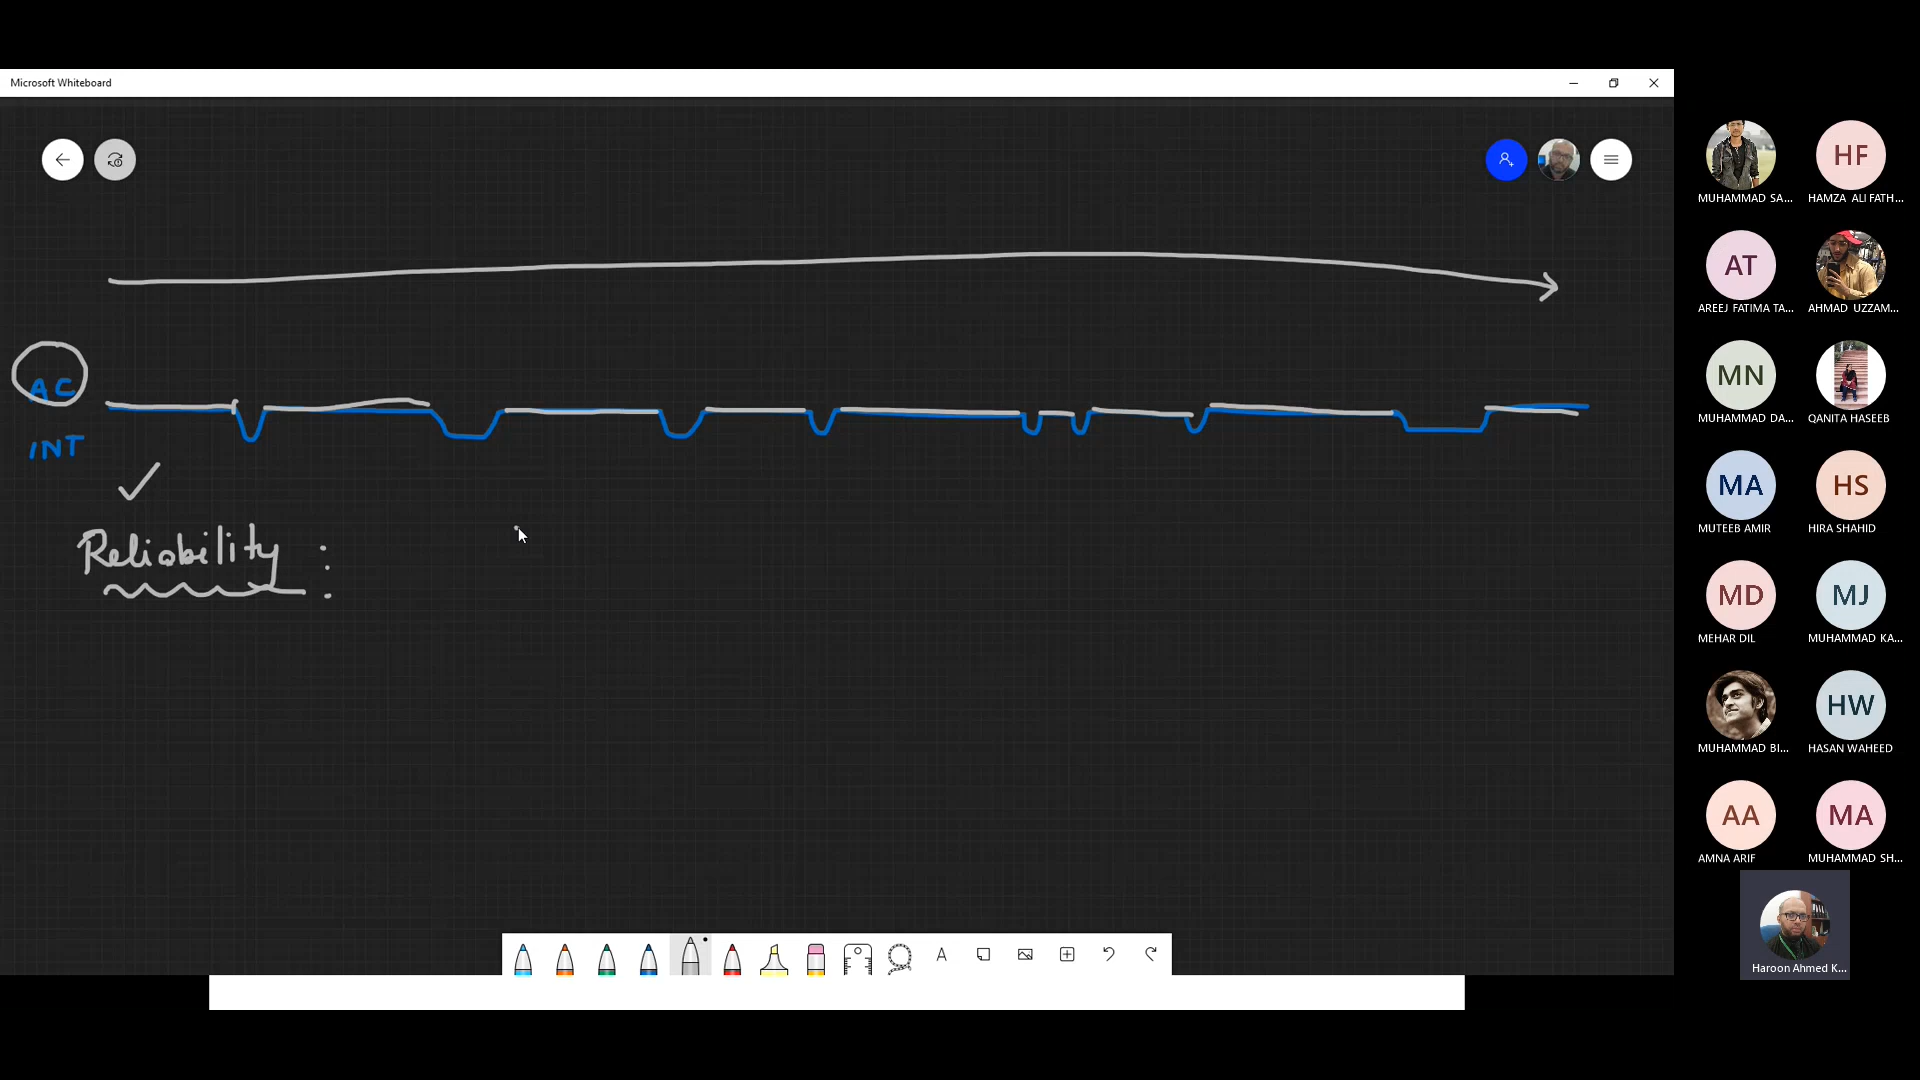 Microsoft Whiteboard
AC
INT
Reliability :
A
HF
MUHAMMAD SA...
HAMZA ALI FATH...
AT
AREEJ FATIMA TA...
AHMAD UZZAM...
MN
MUHAMMAD DA...
QANITA HASEEB
MA
HS
MUTEEB AMIR
HIRA SHAHID
MD
MJ
MEHAR DIL
MUHAMMAD KA...
HW
MUHAMMAD BI...
HASAN WAHEED
AA
MA
AMNA ARIF
MUHAMMAD SH...
Haroon Ahmed K...